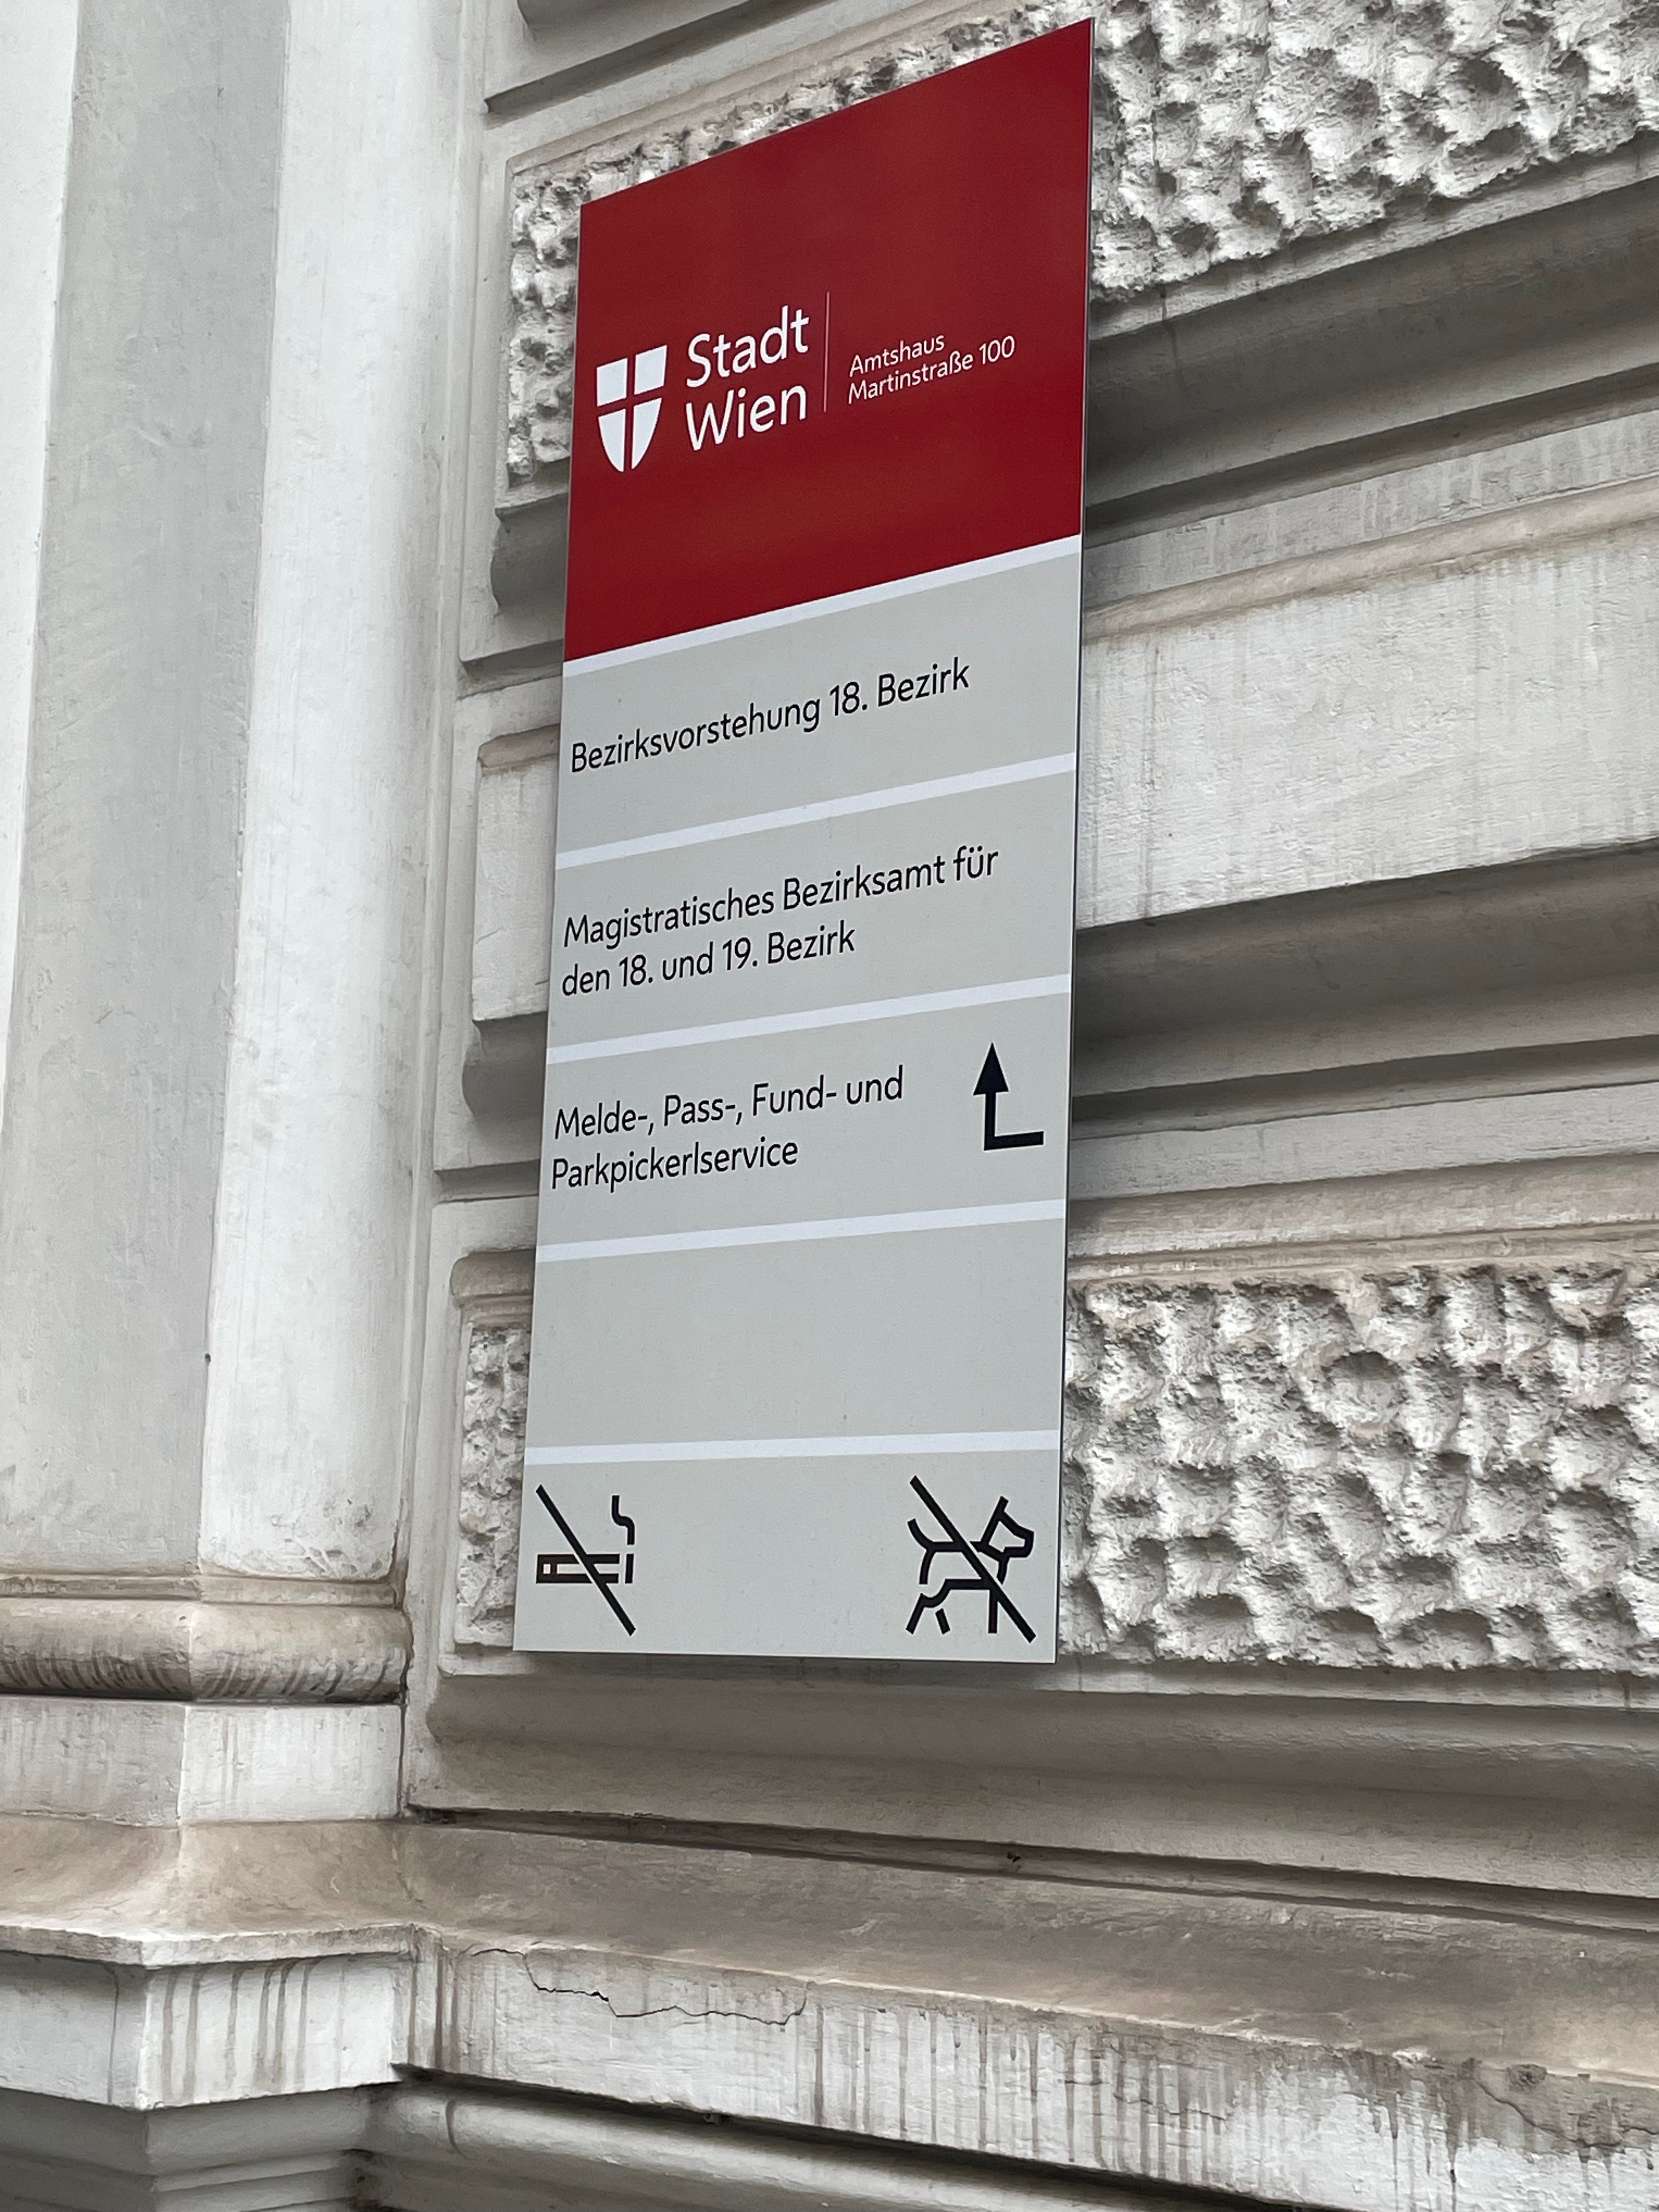 Stadt
Wien
Amtshaus
Martinstraße 100
Bezirksvorstehung 18. Bezirk
Magistratisches Bezirksamt für
den 18. und 19. Bezirk
Melde-, Pass-, Fund- und
Parkpickerlservice